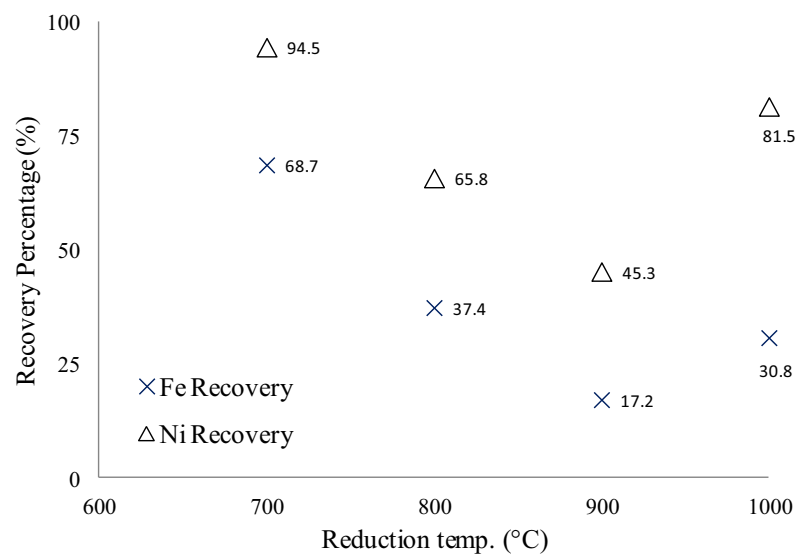 100
94.5
81.5
75
68.7
65.8
Recovery Percentage (%)
50
45.3
37.4
30.8
25
Fe Recovery
17.2
Ni Recovery
0
600 700 800 900 1000
Reduction temp. (°C)